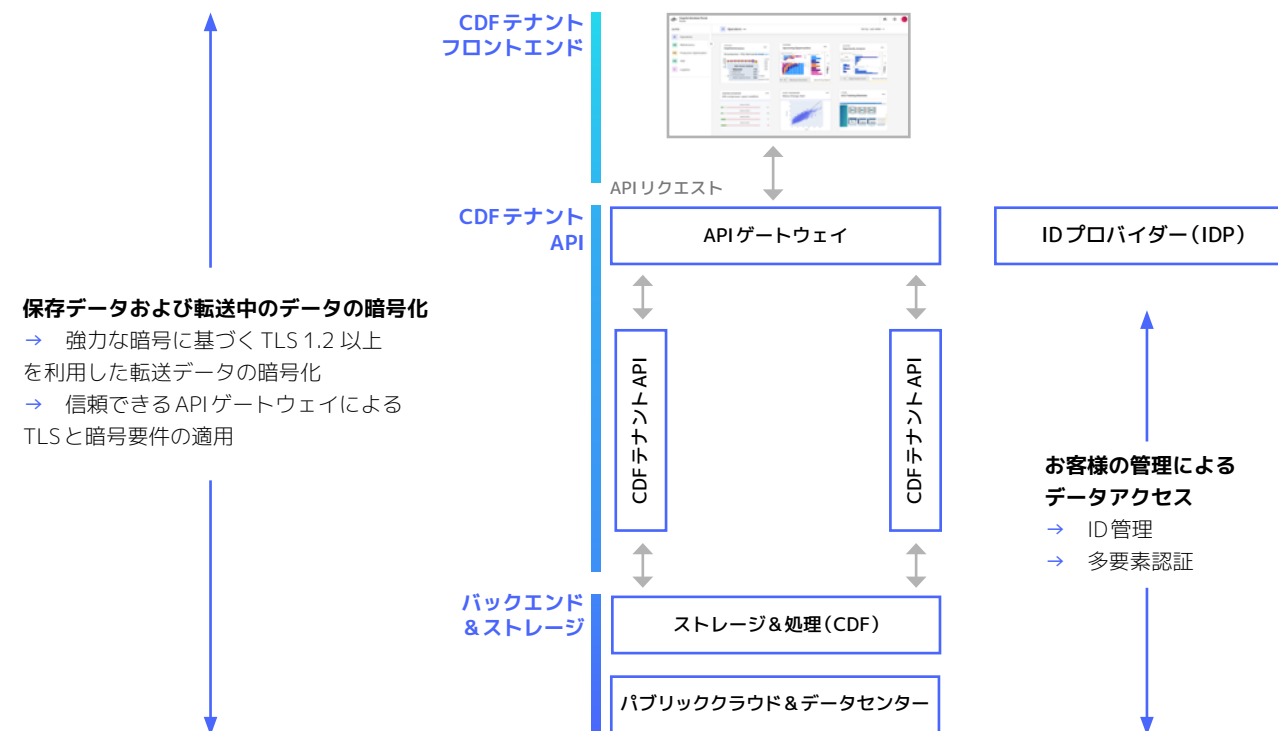 CDFテナント
フロントエンド
APIリクエスト
CDFテナント
API
APIゲートウェイ
IDプロバイダー(IDP)
保存データおよび転送中のデータの暗号化
→ 強力な暗号に基づくTLS 1.2 以上
を利用した転送データの暗号化
→ 信頼できるAPIゲートウェイによる
TLSと暗号要件の適用
CDFテナント API
CDFテナント API
お客様の管理による
データアクセス
→ ID管理
→ 多要素認証
バックエンド
&ストレージ
ストレージ&処理(CDF)
パブリッククラウド&データセンター